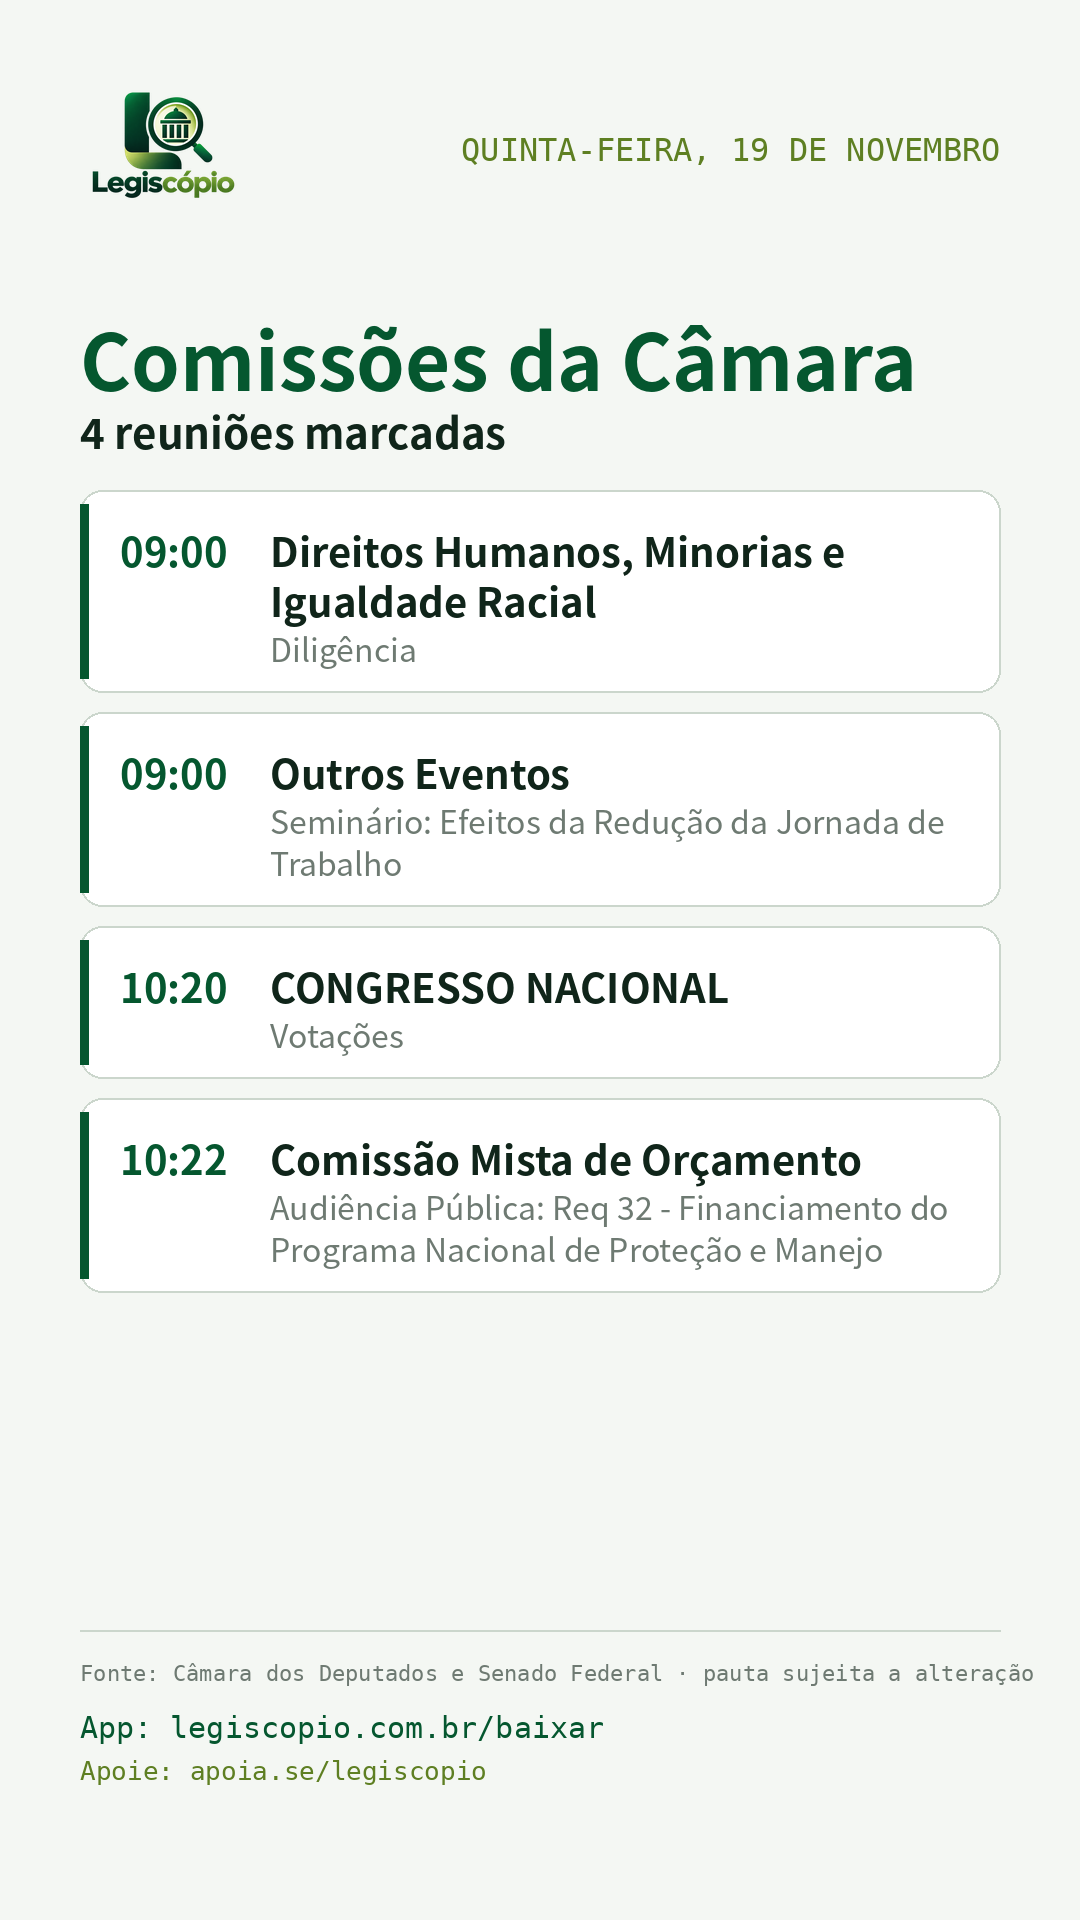 Legiscópio
QUINTA-FEIRA, 19 DE NOVEMBRO
Comissões da Câmara
4 reuniões marcadas
09:00 Direitos Humanos, Minorias e
Igualdade Racial
Diligência
09:00 Outros Eventos
Seminário: Efeitos da Redução da Jornada de
Trabalho
10:20 CONGRESSO NACIONAL
Votações
10:22 Comissão Mista de Orçamento
Audiência Pública: Req 32 - Financiamento do
Programa Nacional de Proteção e Manejo
Fonte: Câmara dos Deputados e Senado Federal · pauta sujeita a alteração
App: legiscopio.com.br/baixar
Apoie: apoia.se/legiscopio